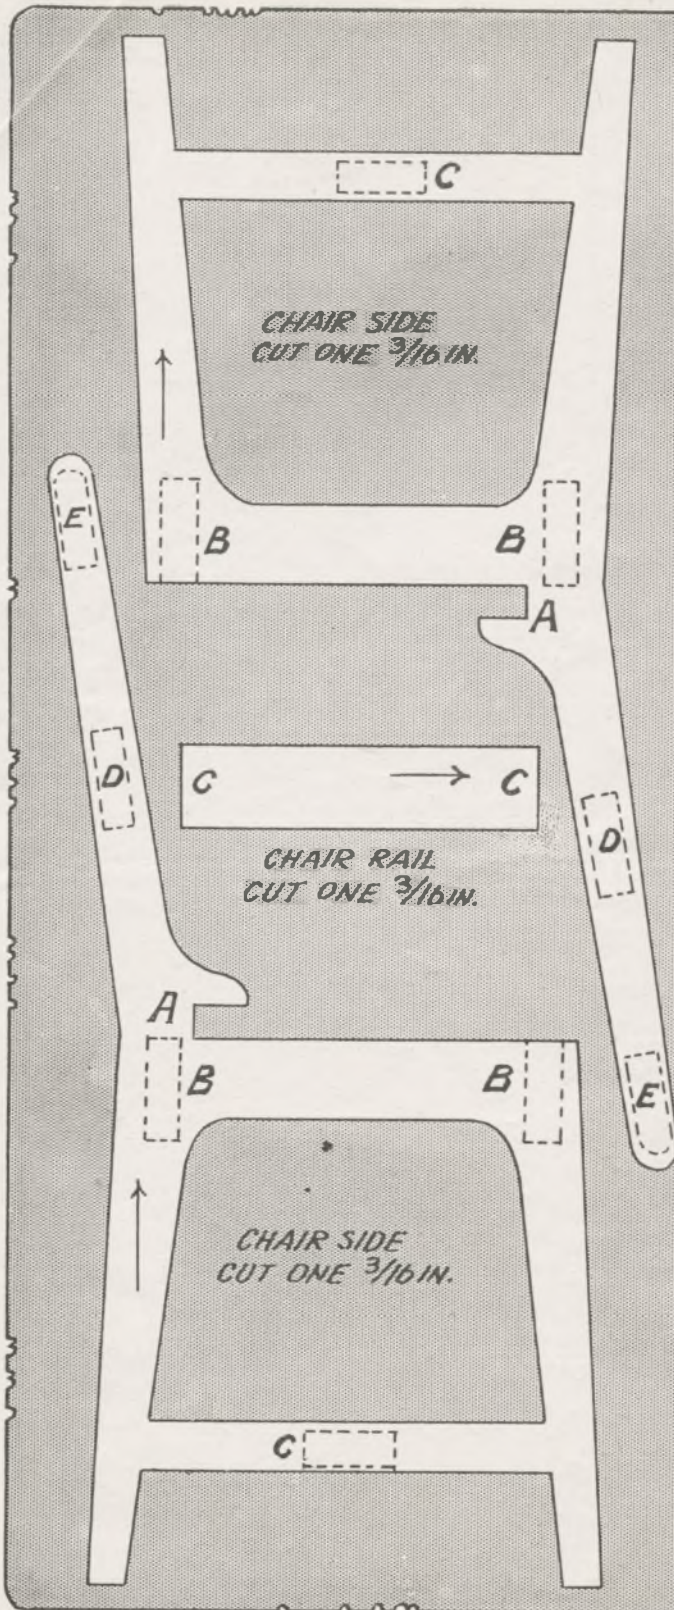 C
CHAIR SIDE
CUT ONE 3/16 IN.
E
B B
A
C C
D
CHAIR RAIL
CUT ONE 3/16 IN.
D
A
B B
E
CHAIR SIDE
CUT ONE 3/16 IN.
C